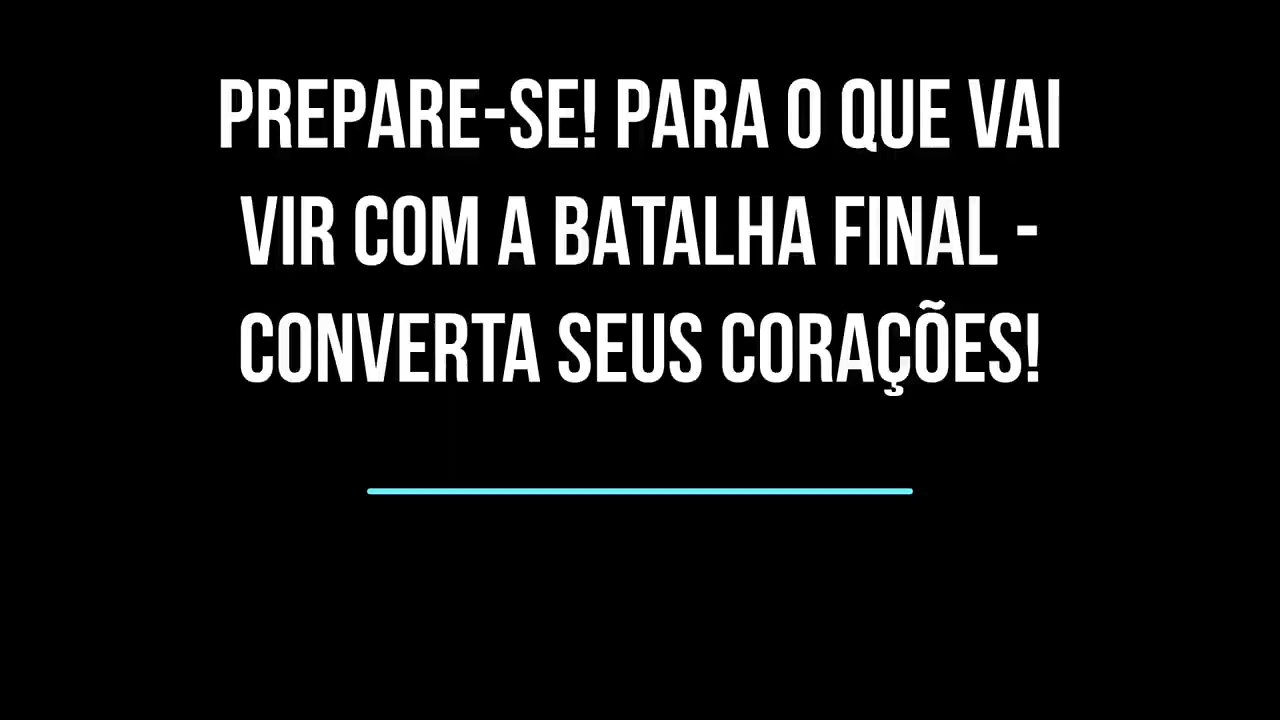 PREPARE-SE! PARA O QUE VAI
VIR COM A BATALHA FINAL -
CONVERTA SEUS CORAÇÕES!